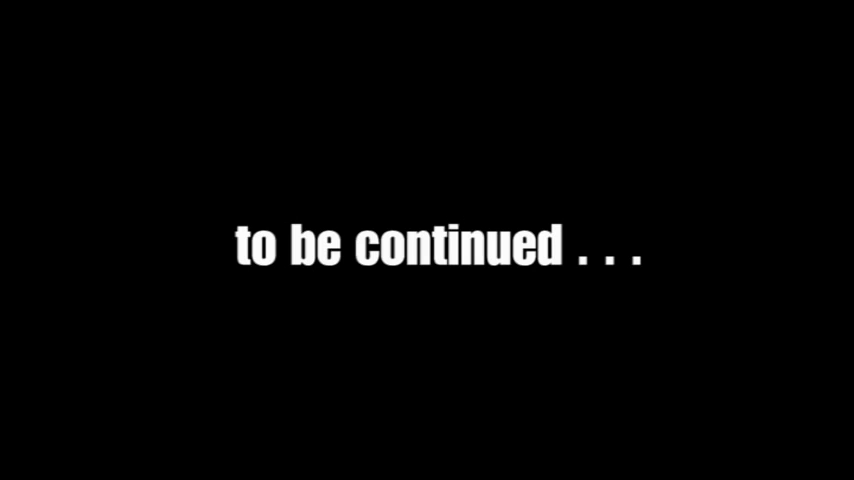 to be continued . . .